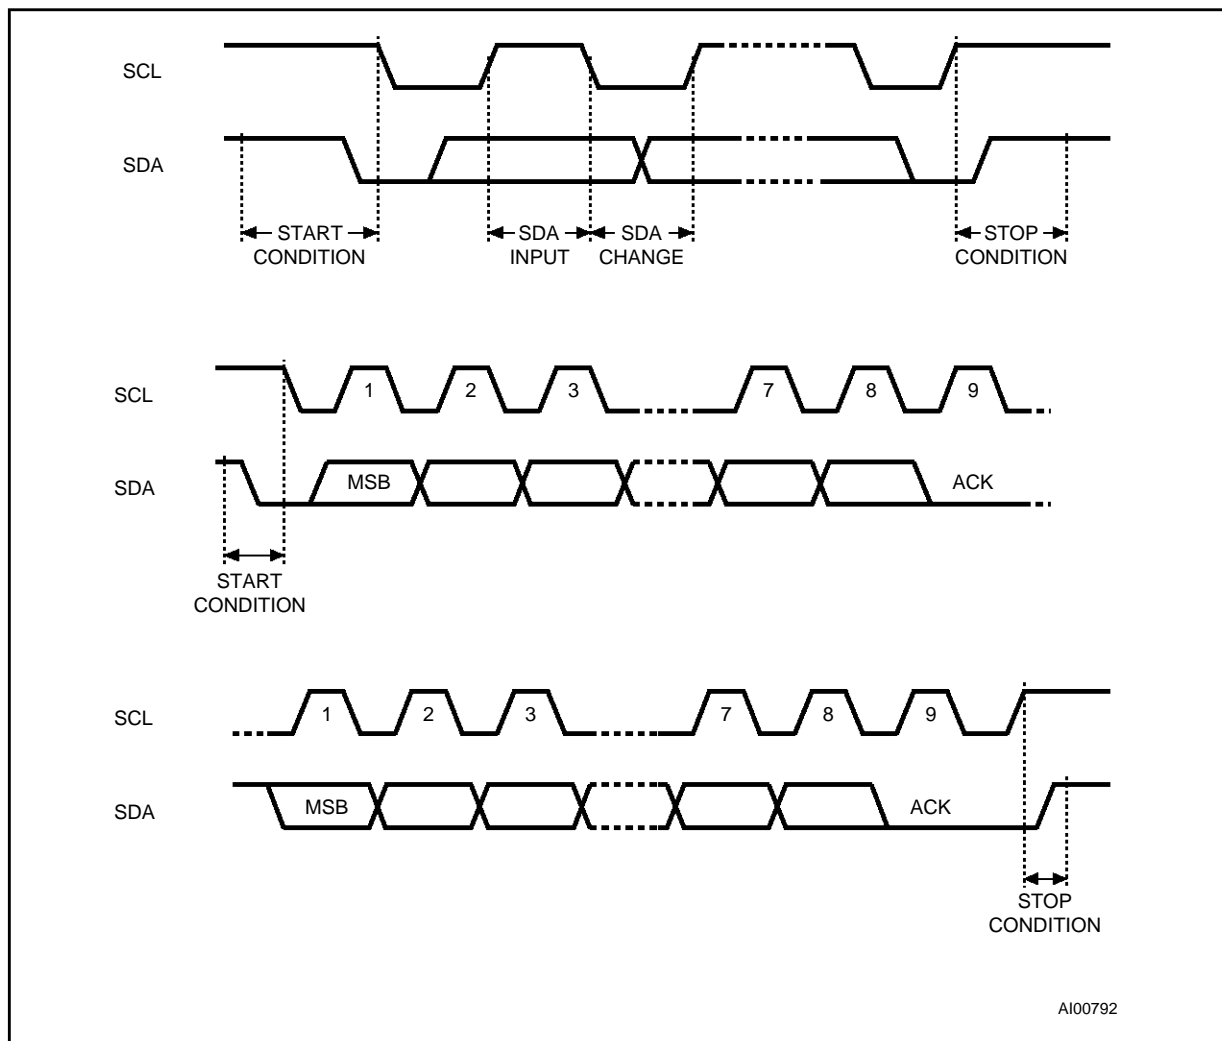 SCL
SDA
START
CONDITION
SDA
INPUT
SDA
CHANGE
STOP
CONDITION
SCL
1 2 3 7 8 9
SDA
MSB ACK
START
CONDITION
SCL
1 2 3 7 8 9
SDA
MSB ACK
STOP
CONDITION
AI00792